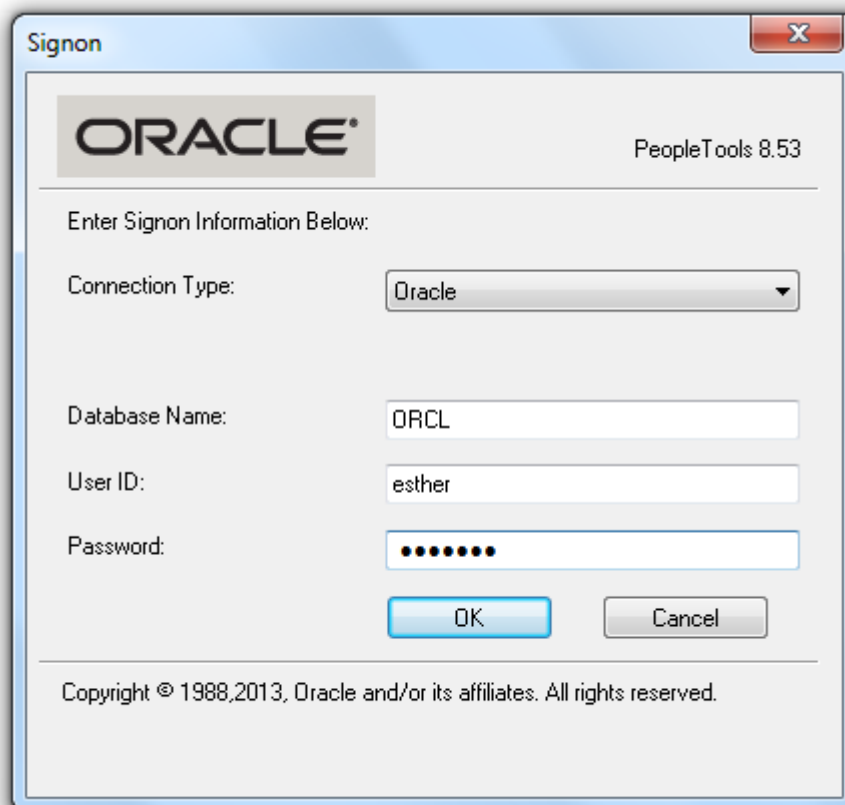 Signon
ORACLE®
PeopleTools 8.53
Enter Signon Information Below:
Connection Type:
Oracle
Database Name:
ORCL
User ID:
esther
Password:
•••••••
OK
Cancel
Copyright © 1988,2013, Oracle and/or its affiliates. All rights reserved.